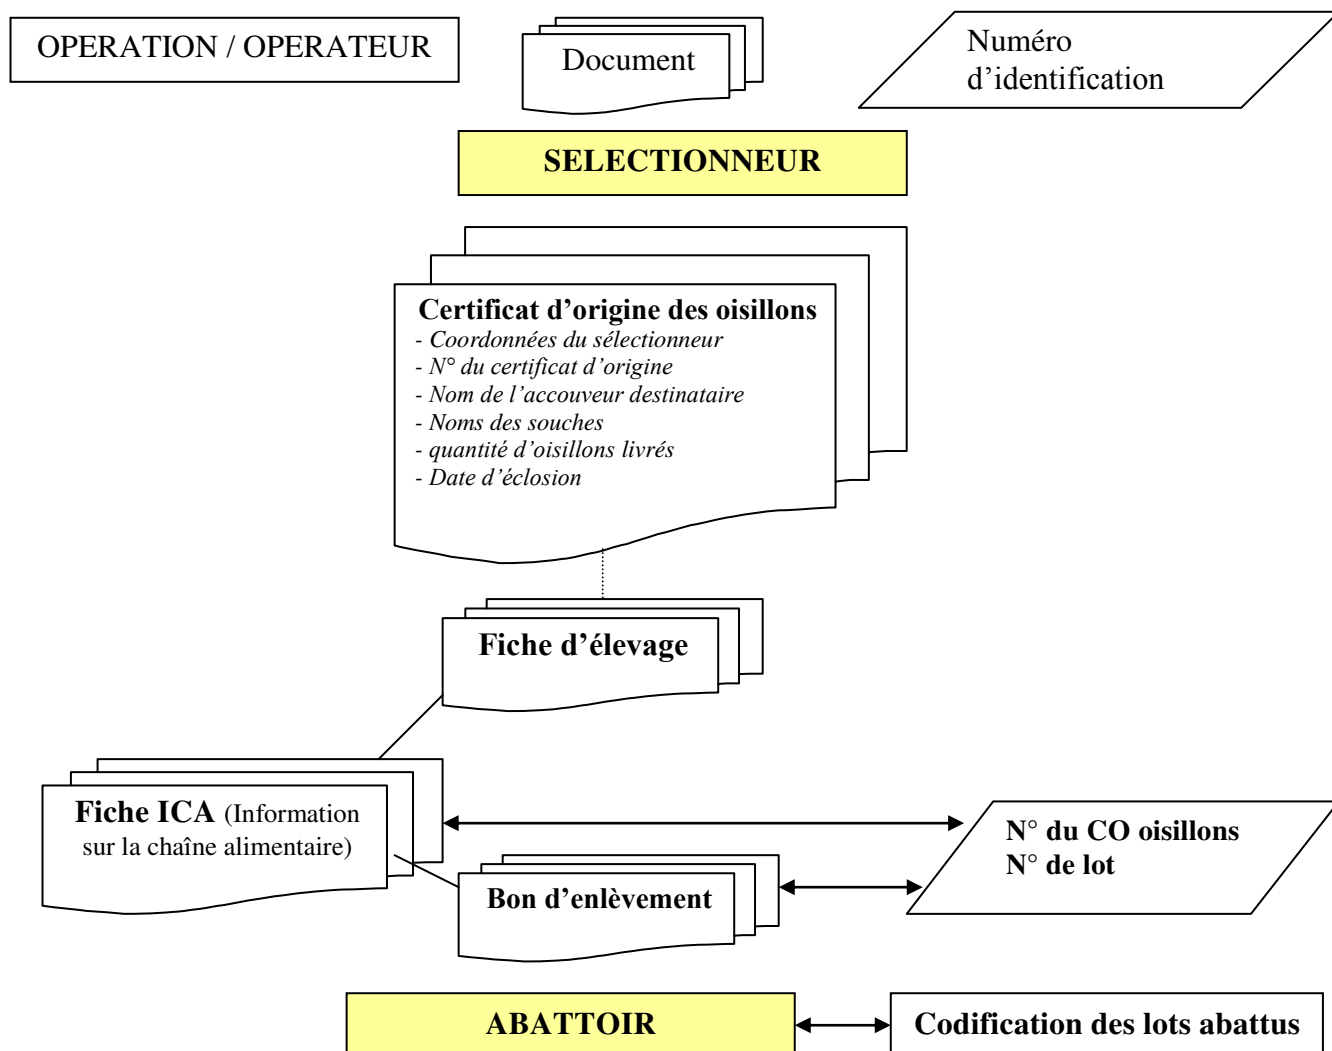 OPERATION / OPERATEUR
Document
Numéro
d’identification
SELECTIONNEUR
Certificat d’origine des oisillons
- Coordonnées du sélectionneur
- N° du certificat d’origine
- Nom de l’accouveur destinataire
- Noms des souches
- quantité d’oisillons livrés
- Date d’éclosion
Fiche d’élevage
Fiche ICA (Information
sur la chaîne alimentaire)
N° du CO oisillons
N° de lot
Bon d’enlèvement
ABATTOIR
Codification des lots abattus